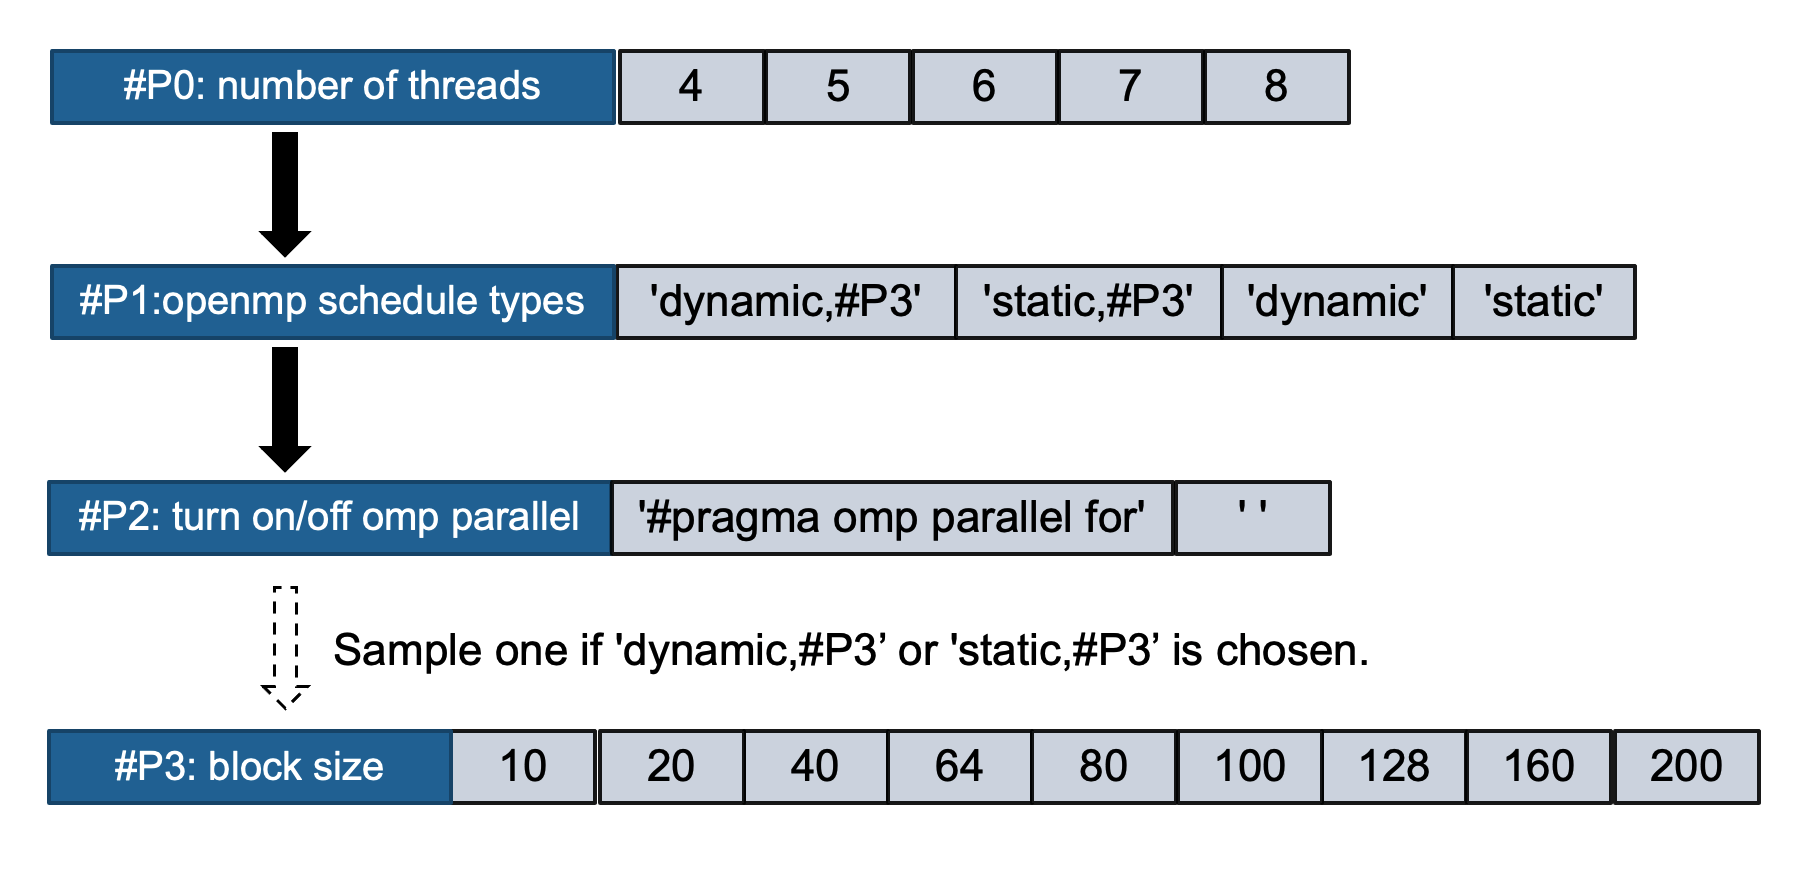 #P0: number of threads 4 5 6 7 8
#P1:openmp schedule types 'dynamic,#P3' 'static,#P3' 'dynamic' 'static'
#P2: turn on/off omp parallel '#pragma omp parallel for' ' '
Sample one if 'dynamic,#P3’ or 'static,#P3’ is chosen.
#P3: block size 10 20 40 64 80 100 128 160 200